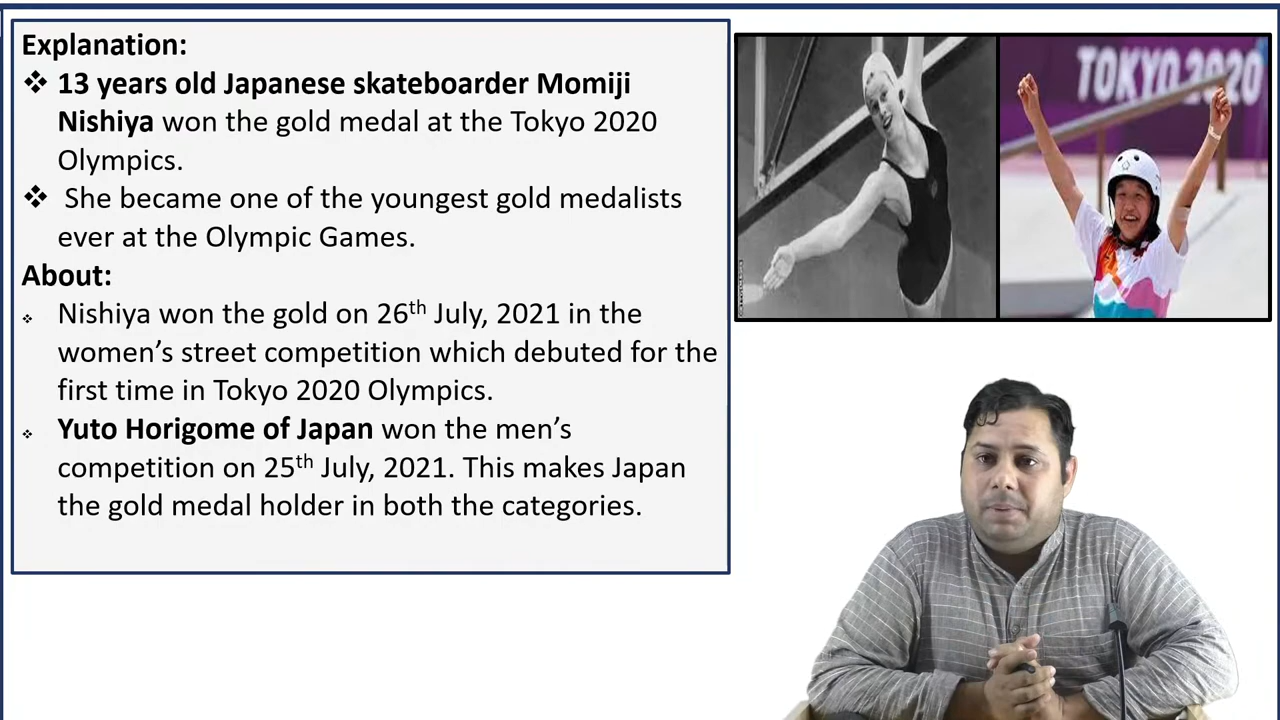 Explanation:
❖ 13 years old Japanese skateboarder Momiji
Nishiya won the gold medal at the Tokyo 2020
Olympics.
❖ She became one of the youngest gold medalists
ever at the Olympic Games.
About:
❖ Nishiya won the gold on 26th July, 2021 in the
women's street competition which debuted for the
first time in Tokyo 2020 Olympics.
❖ Yuto Horigome of Japan won the men's
competition on 25th July, 2021. This makes Japan
the gold medal holder in both the categories.
TOKYO 2020